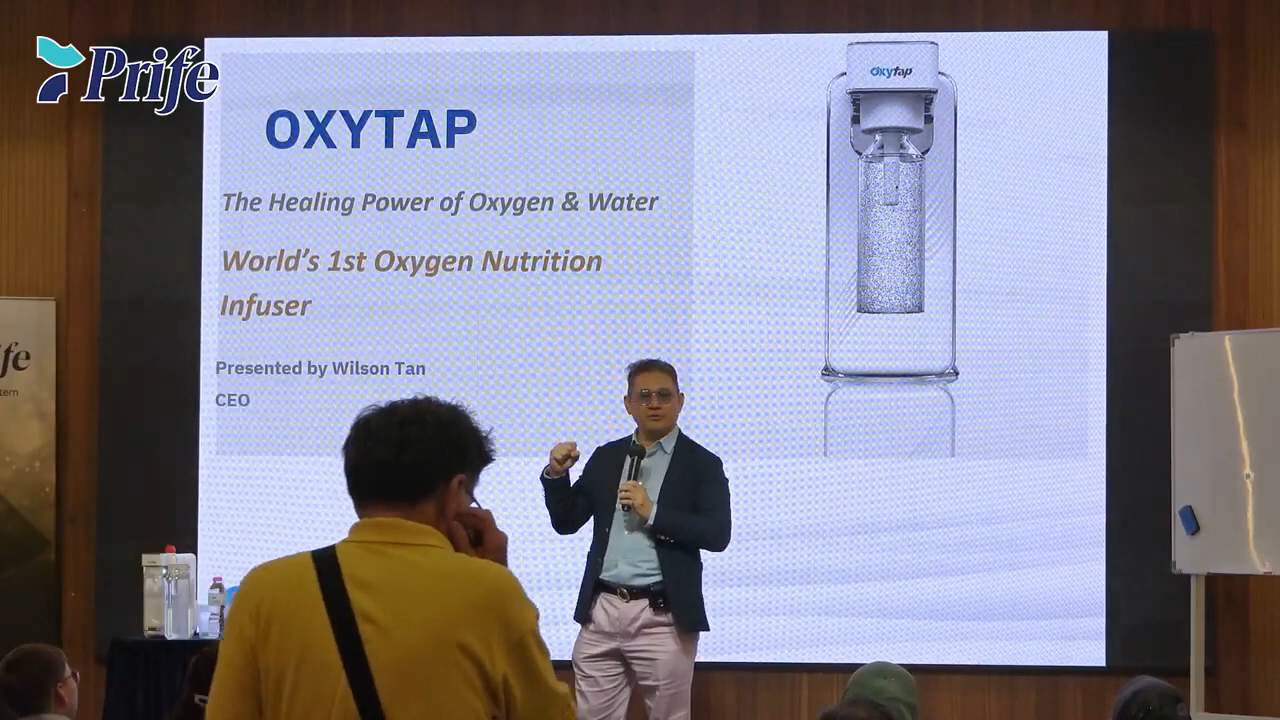 Prife
OXYTAP
The Healing Power of Oxygen & Water
World's 1st Oxygen Nutrition
Infuser
Presented by Wilson Tan
CEO
Oxytap
ife
tem